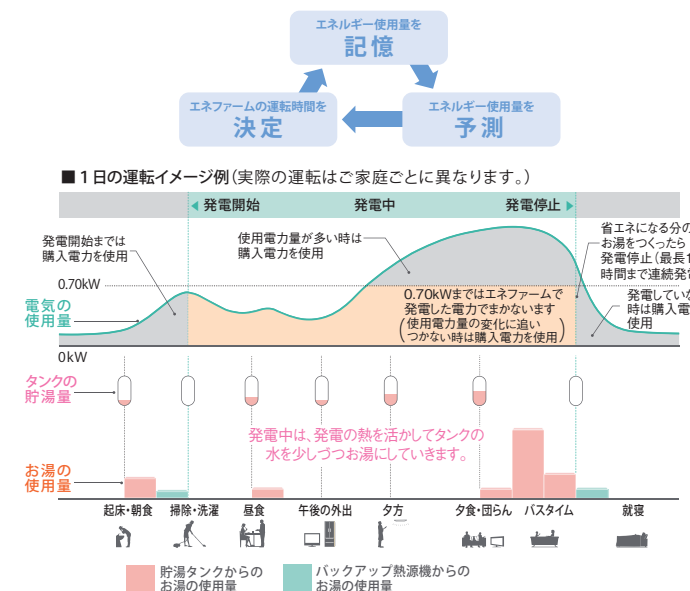 エネルギー使用量を
記憶
エネファームの運転時間を
決定
エネルギー使用量を
予測
■1日の運転イメージ例(実際の運転はご家庭ごとに異なります。)
発電開始
発電中
発電停止
発電開始までは
購入電力を使用
使用電力量が多い時は
購入電力を使用
省エネになる分の
お湯をつくったら
発電停止(最長1
時間まで連続発
0.70kW
電気の
使用量
0.70kWまではエネファームで
発電した電力でまかないます
(使用電力量の変化に追い
つかない時は購入電力を使用)
発電していな
時は購入電
使用
0kW
タンクの
貯湯量
発電中は、発電の熱を活かしてタンクの
水を少しづつお湯にしていきます。
お湯の
使用量
起床・朝食
掃除・洗濯
昼食
午後の外出
夕方
夕食・団らん
バスタイム
就寝
貯湯タンクからの
お湯の使用量
バックアップ熱源機からの
お湯の使用量